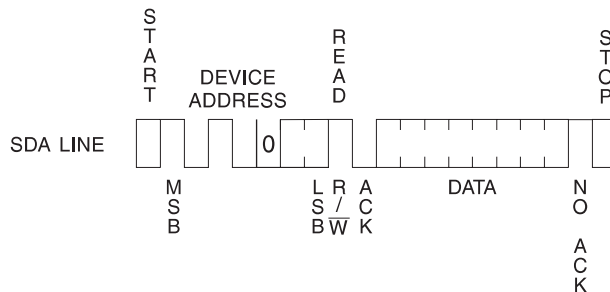 START
DEVICE
ADDRESS
READ
STOP
SDA LINE
0
MSB
LSB
R/W
ACK
DATA
NO ACK